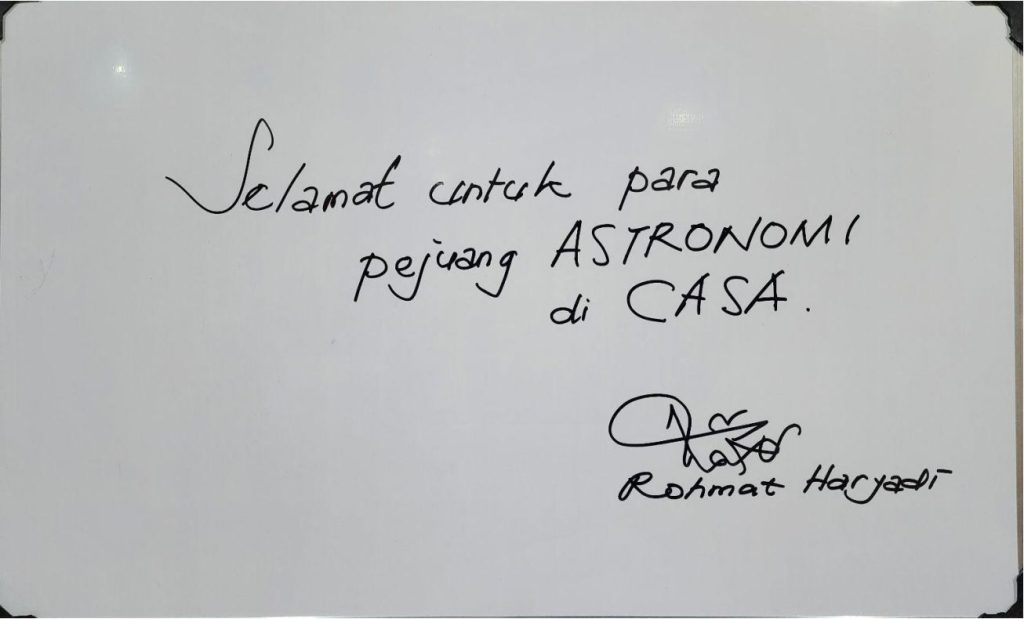 Selamat untuk para
pejuang ASTRONOMI
di CASA.
Rohmat Haryadi